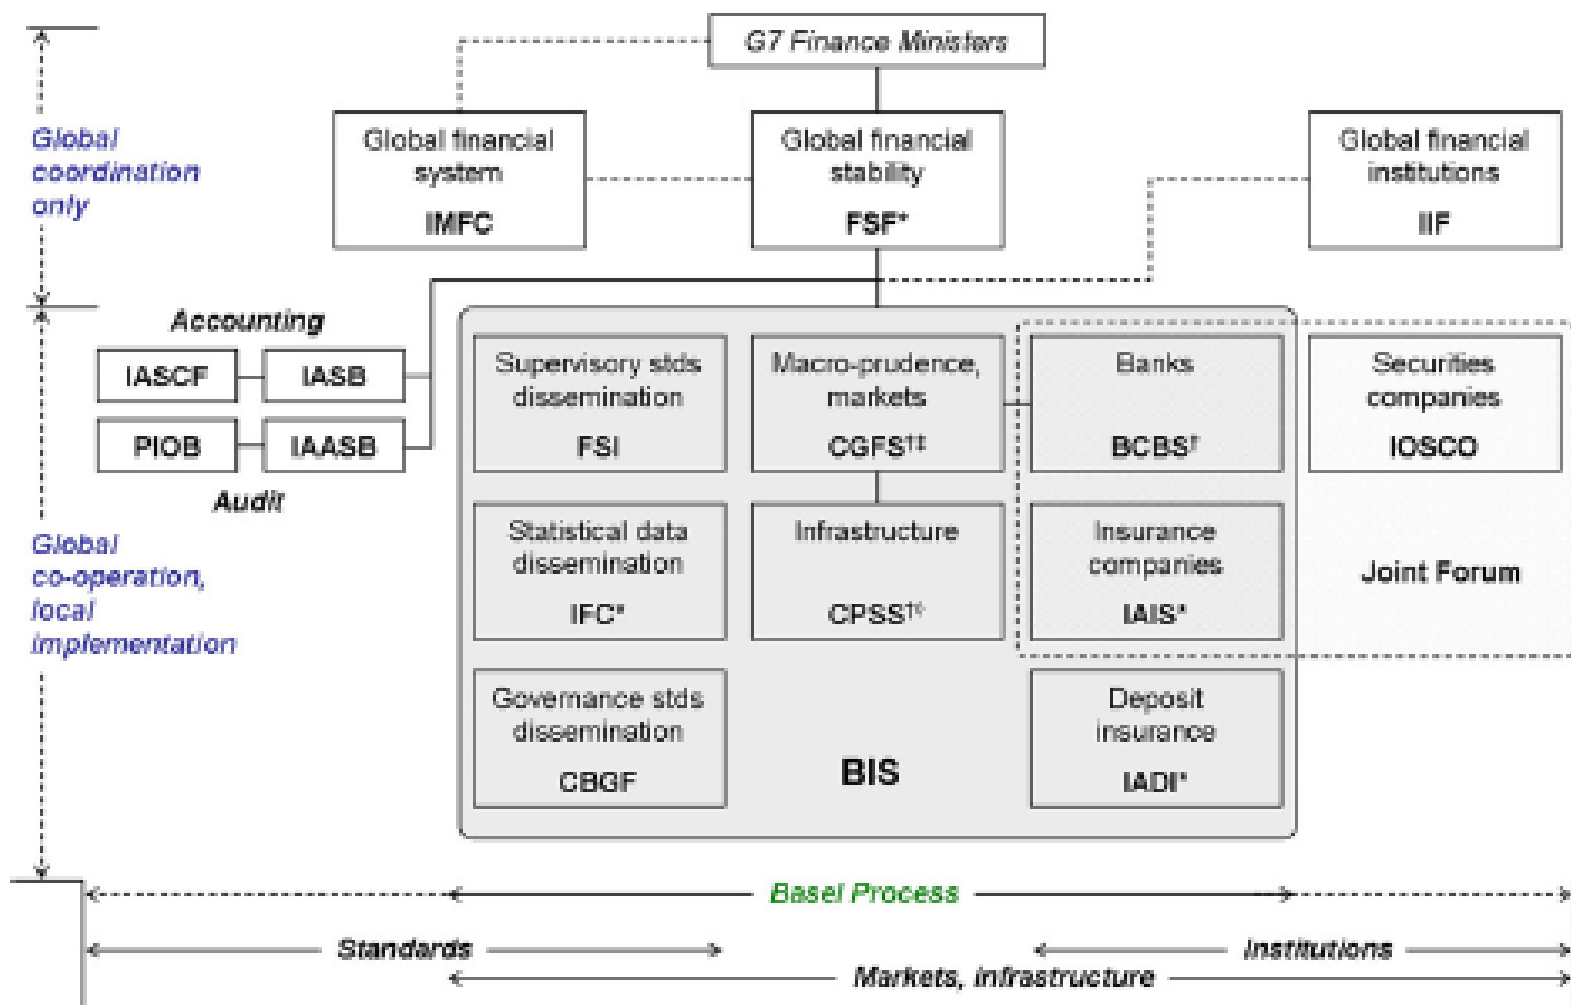 G7 Finance Ministers
Global
coordination
only
Global financial
system
IMFC
Global financial
stability
FSF*
Global financial
institutions
IIF
Accounting
IASCF
IASB
PIOB
IAASB
Audit
Global
co-operation,
local
implementation
Supervisory stds
dissemination
FSI
Macro-prudence,
markets
CGFS†‡
Banks
BCBS†
Securities
companies
IOSCO
Statistical data
dissemination
IFC*
Infrastructure
CPSS
Insurance
companies
IAIS*
Joint Forum
Governance stds
dissemination
CBGF
BIS
Deposit
insurance
IADI*
Basel Process
Standards
Institutions
Markets, infrastructure